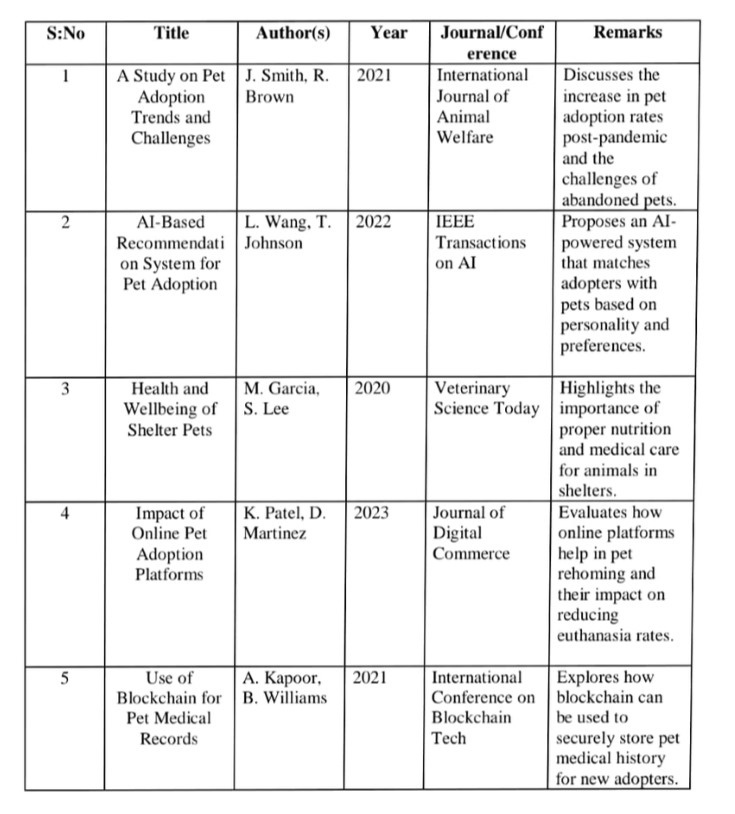 S:No Title Author(s) Year Journal/Conf
erence Remarks
1 A Study on Pet J. Smith, R. 2021 International Discusses the
Adoption Brown Journal of increase in pet
Trends and Animal adoption rates
Challenges Welfare post-pandemic
and the
challenges of
abandoned pets.
2 AI-Based L. Wang, T. 2022 IEEE Proposes an AI-
Recommendati Johnson Transactions powered system
on System for on AI that matches
Pet Adoption adopters with
pets based on
personality and
preferences.
3 Health and M. Garcia, 2020 Veterinary Highlights the
Wellbeing of S. Lee Science Today importance of
Shelter Pets proper nutrition
and medical care
for animals in
shelters.
4 Impact of K. Patel, D. 2023 Journal of Evaluates how
Online Pet Martinez Digital online platforms
Adoption Commerce help in pet
Platforms rehoming and
their impact on
reducing
euthanasia rates.
5 Use of A. Kapoor, 2021 International Explores how
Blockchain for B. Williams Conference on blockchain can
Pet Medical Blockchain be used to
Records Tech securely store pet
medical history
for new adopters.